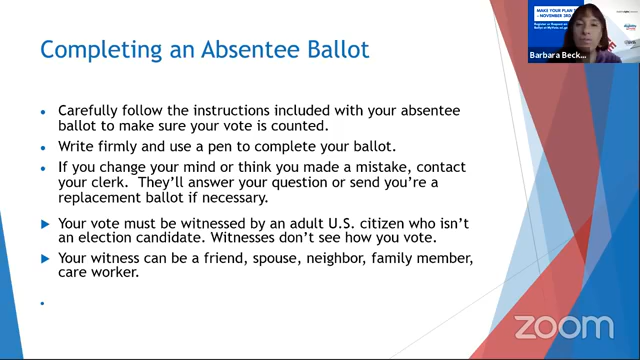 Completing an Absentee Ballot
Carefully follow the instructions included with your absentee
ballot to make sure your vote is counted.
Write firmly and use a pen to complete your ballot.
If you change your mind or think you made a mistake, contact
your clerk. They'll answer your question or send you're a
replacement ballot if necessary.
Your vote must be witnessed by an adult U.S. citizen who isn't
an election candidate. Witnesses don't see how you vote.
Your witness can be a friend, spouse, neighbor, family member,
care worker.
MAKE YOUR PLAN
NOVEMBER 3RD
Barbara Beck...
zoom